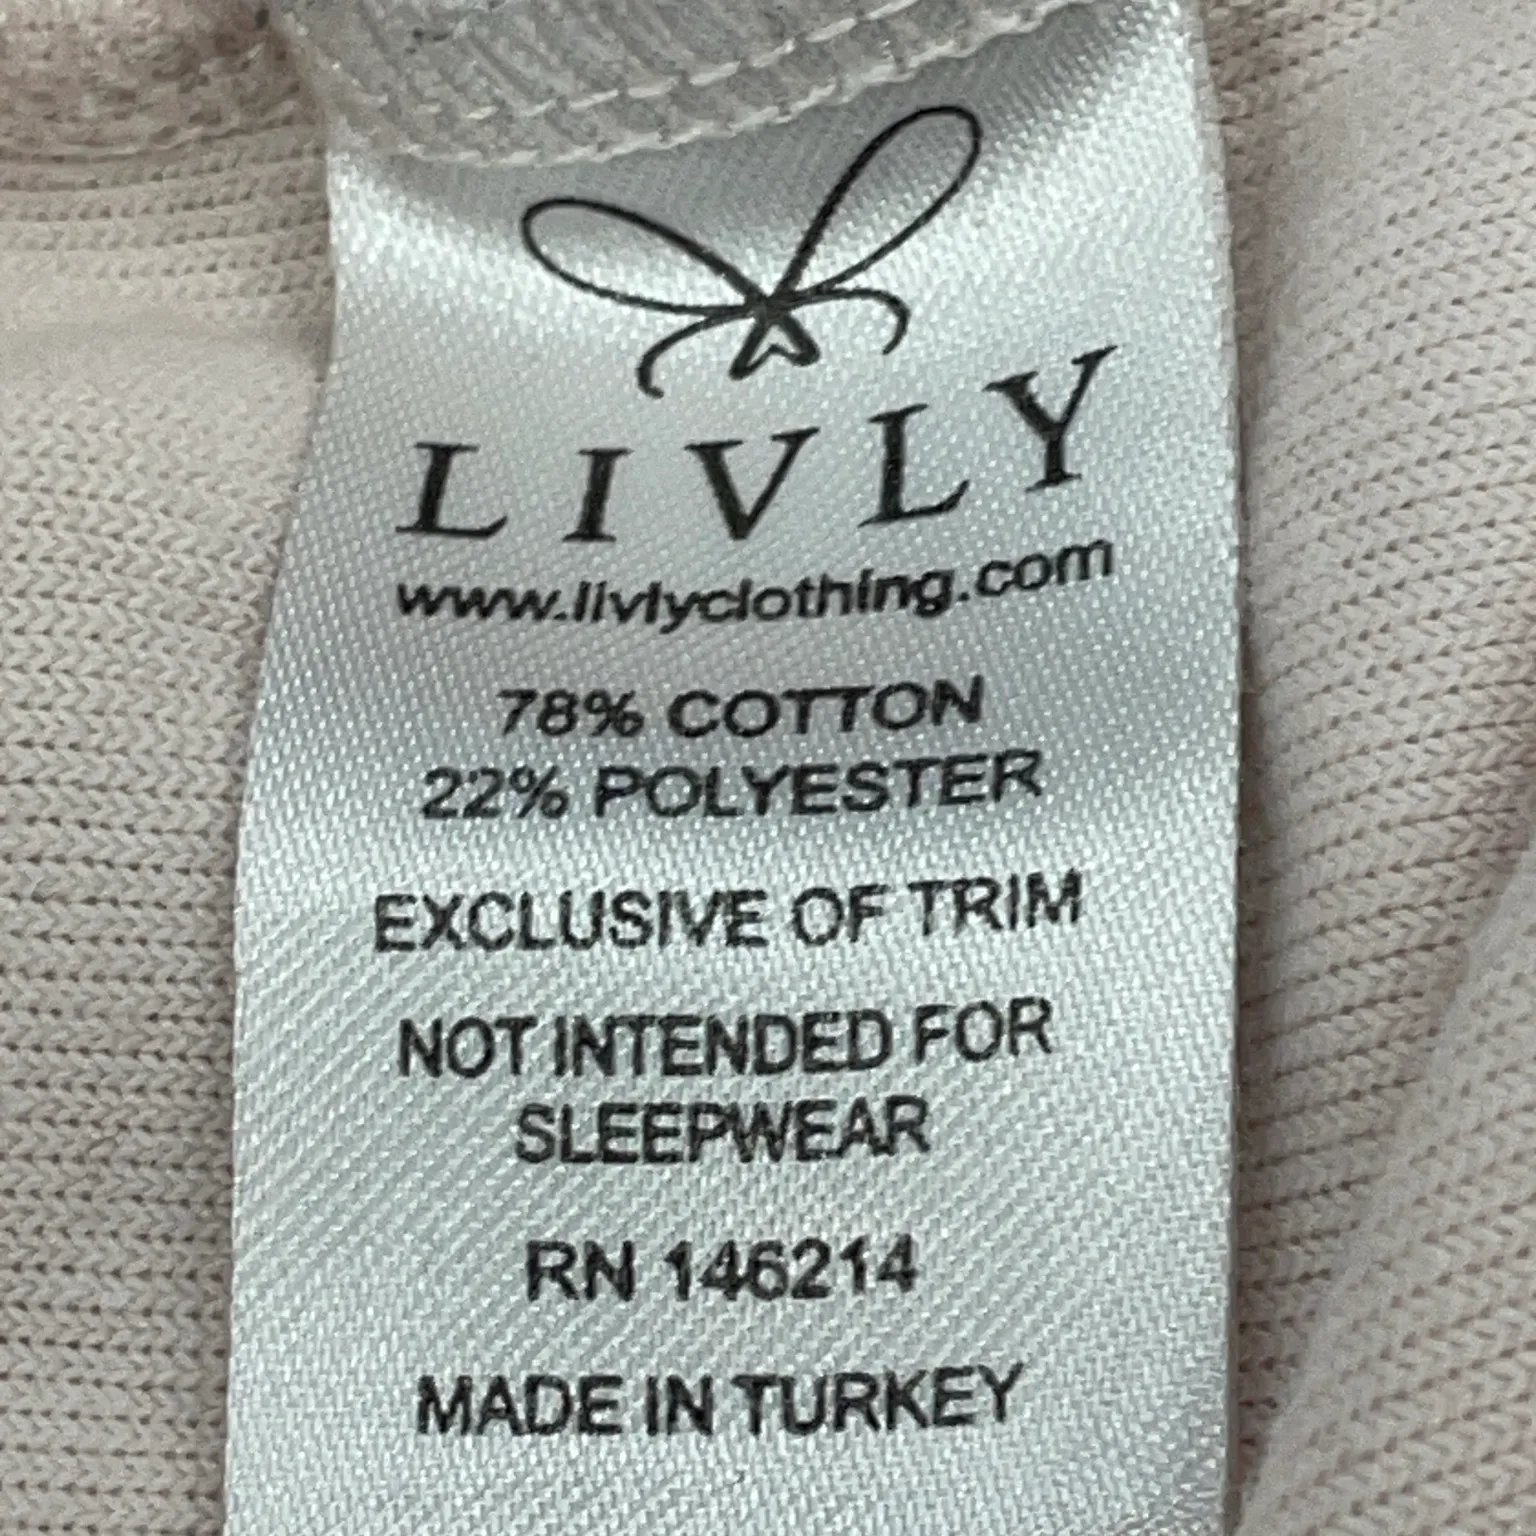 LIVLY
www.livlyclothing.com
78% COTTON
22% POLYESTER
EXCLUSIVE OF TRIM
NOT INTENDED FOR
SLEEPWEAR
RN 146214
MADE IN TURKEY